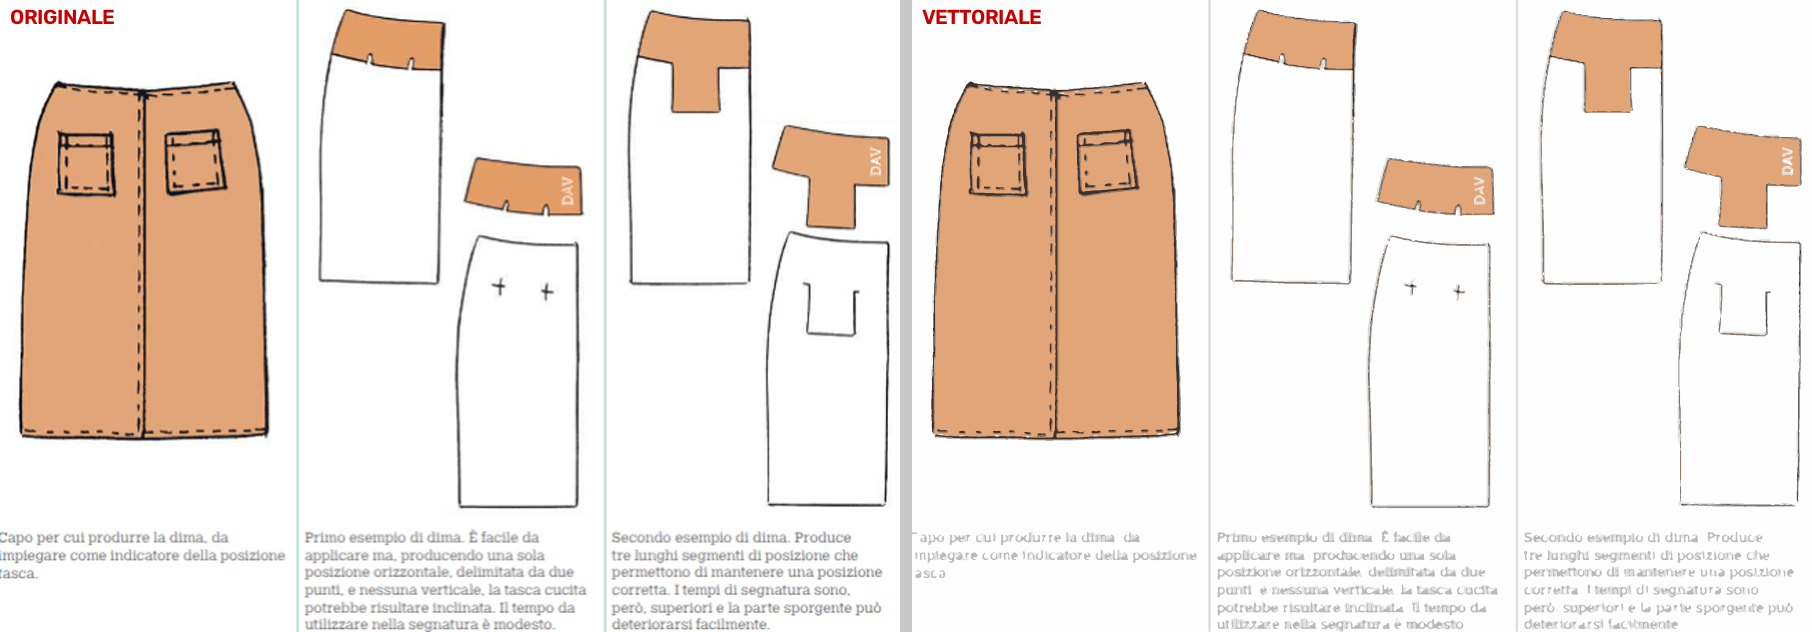 ORIGINALE
DAV
DAV
Capo per cui produrre la dima, da
impiegare come indicatore della posizione
tasca.
Primo esempio di dima. È facile da
applicare ma, producendo una sola
posizione orizzontale, delimitata da due
punti, e nessuna verticale, la tasca cucita
potrebbe risultare inclinata. Il tempo da
utilizzare nella segnatura è modesto.
Secondo esempio di dima. Produce
tre lunghi segmenti di posizione che
permettono di mantenere una posizione
corretta. I tempi di segnatura sono,
però, superiori e la parte sporgente può
deteriorarsi facilmente.
VETTORIALE
DAV
DAV
apo per cui produrre la dima da
impiegare come indicatore della posizione
asca
Primo esempio di dima È facile da
applicare ma producendo una sola
posizione orizzontale delimitata da due
punti e nessuna verticale la tasca cucita
potrebbe risultare inclinata Il tempo da
utilizzare nella segnatura è modesto
Secondo esempio di dima Produce
tre lunghi segmenti di posizione che
permettono di mantenere una posizione
corretta I tempi di segnatura sono
però superiori e la parte sporgente può
deteriorarsi facilmente